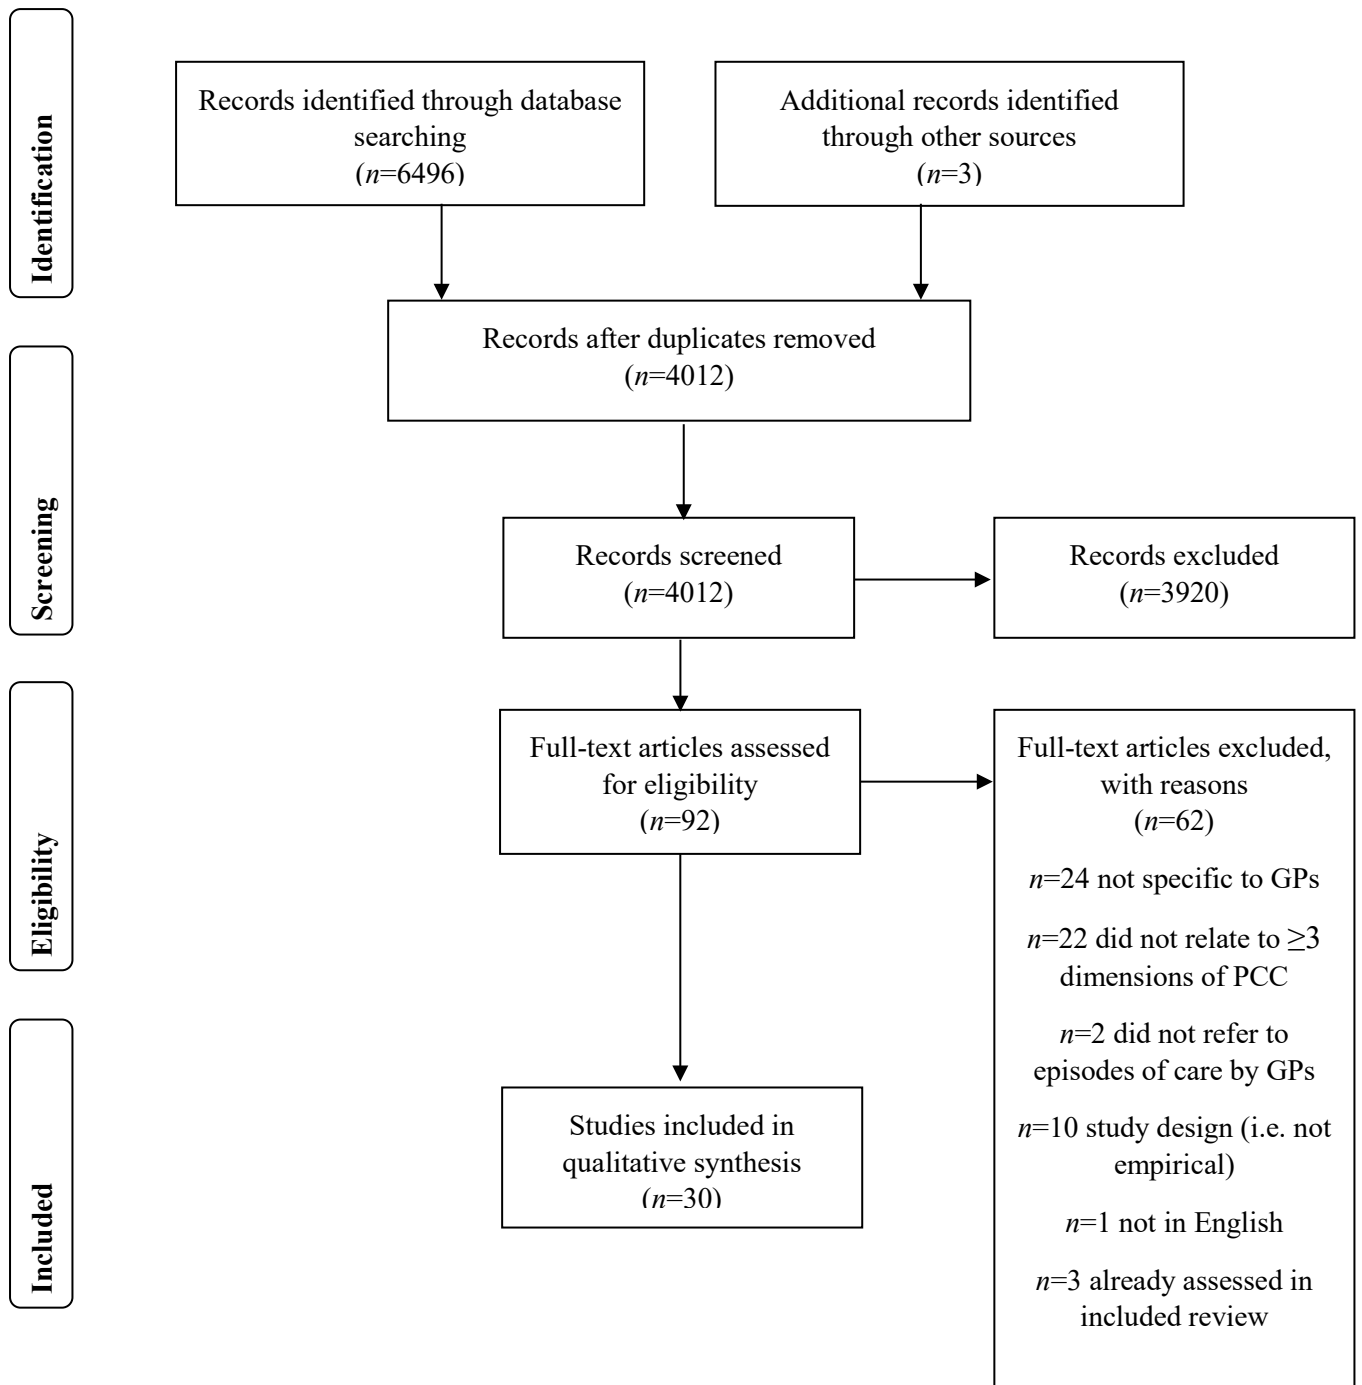 Identification
Records identified through database
searching
(n=6496)
Additional records identified
through other sources
(n=3)
Records after duplicates removed
(n=4012)
Screening
Records screened
(n=4012)
Records excluded
(n=3920)
Eligibility
Full-text articles assessed
for eligibility
(n=92)
Full-text articles excluded,
with reasons
(n=62)
n=24 not specific to GPs
n=22 did not relate to ≥3
dimensions of PCC
n=2 did not refer to
episodes of care by GPs
n=10 study design (i.e. not
empirical)
n=1 not in English
n=3 already assessed in
included review
Included
Studies included in
qualitative synthesis
(n=30)